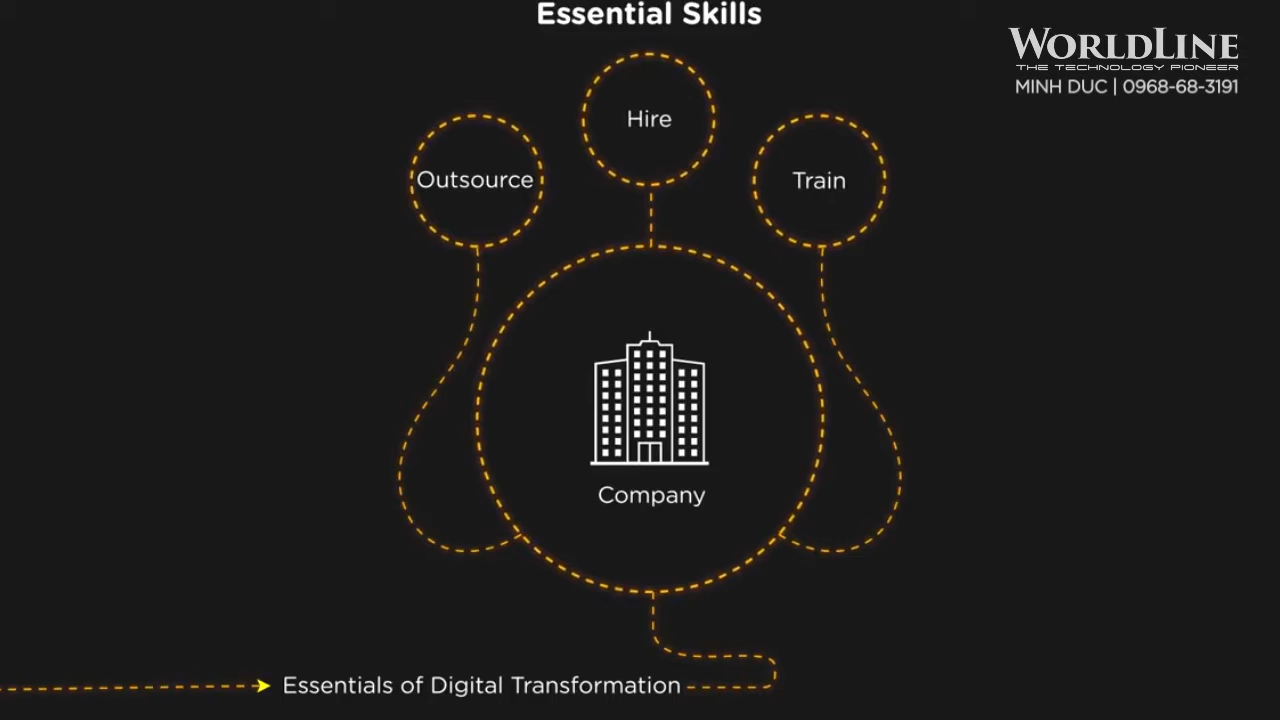 Essential Skills
WORLDLINE
THE TECHNOLOGY PIONEER
MINH DUC | 0968-68-3191
Hire
Outsource
Train
Company
Essentials of Digital Transformation